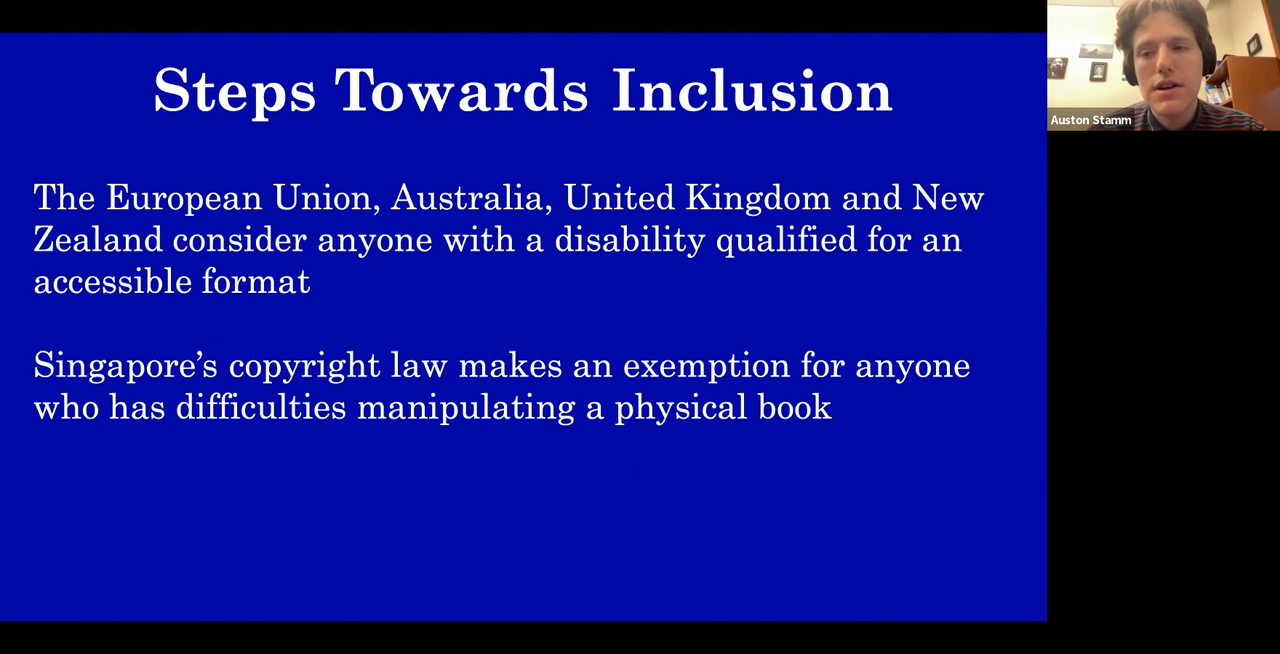 Steps Towards Inclusion
The European Union, Australia, United Kingdom and New
Zealand consider anyone with a disability qualified for an
accessible format
Singapore’s copyright law makes an exemption for anyone
who has difficulties manipulating a physical book
Auston Stamm